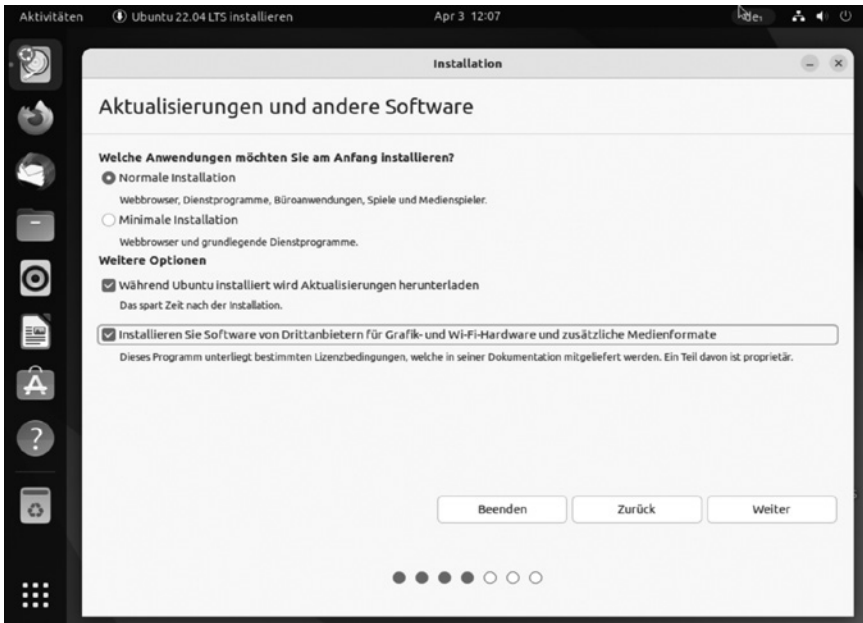 Aktivitäten Ubuntu 22.04 LTS installieren Apr 3 12:07
Installation
Aktualisierungen und andere Software
Welche Anwendungen möchten Sie am Anfang installieren?
Normale Installation
Webbrowser, Dienstprogramme, Büroanwendungen, Spiele und Medienspieler.
Minimale Installation
Webbrowser und grundlegende Dienstprogramme.
Weitere Optionen
Während Ubuntu installiert wird Aktualisierungen herunterladen
Das spart Zeit nach der Installation.
Installieren Sie Software von Drittanbietern für Grafik- und Wi-Fi-Hardware und zusätzliche Medienformate
Dieses Programm unterliegt bestimmten Lizenzbedingungen, welche in seiner Dokumentation mitgeliefert werden. Ein Teil davon ist proprietär.
Beenden Zurück Weiter